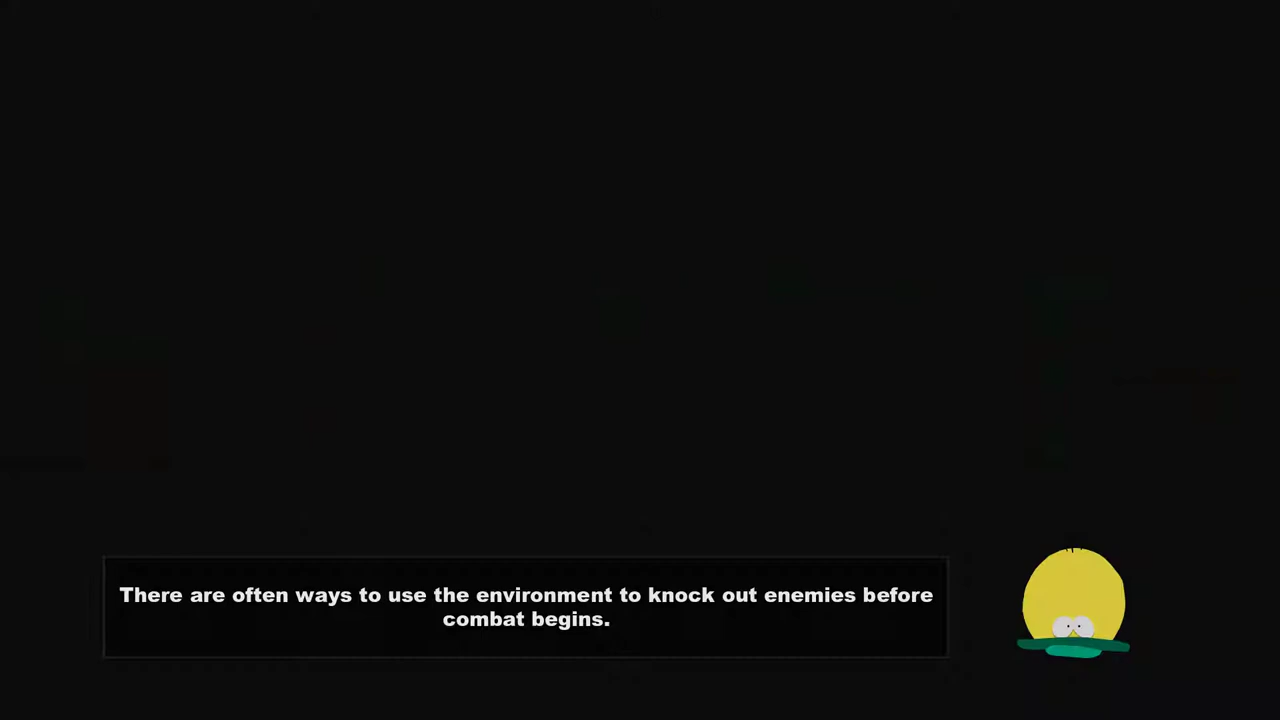 There are often ways to use the environment to knock out enemies before
combat begins.